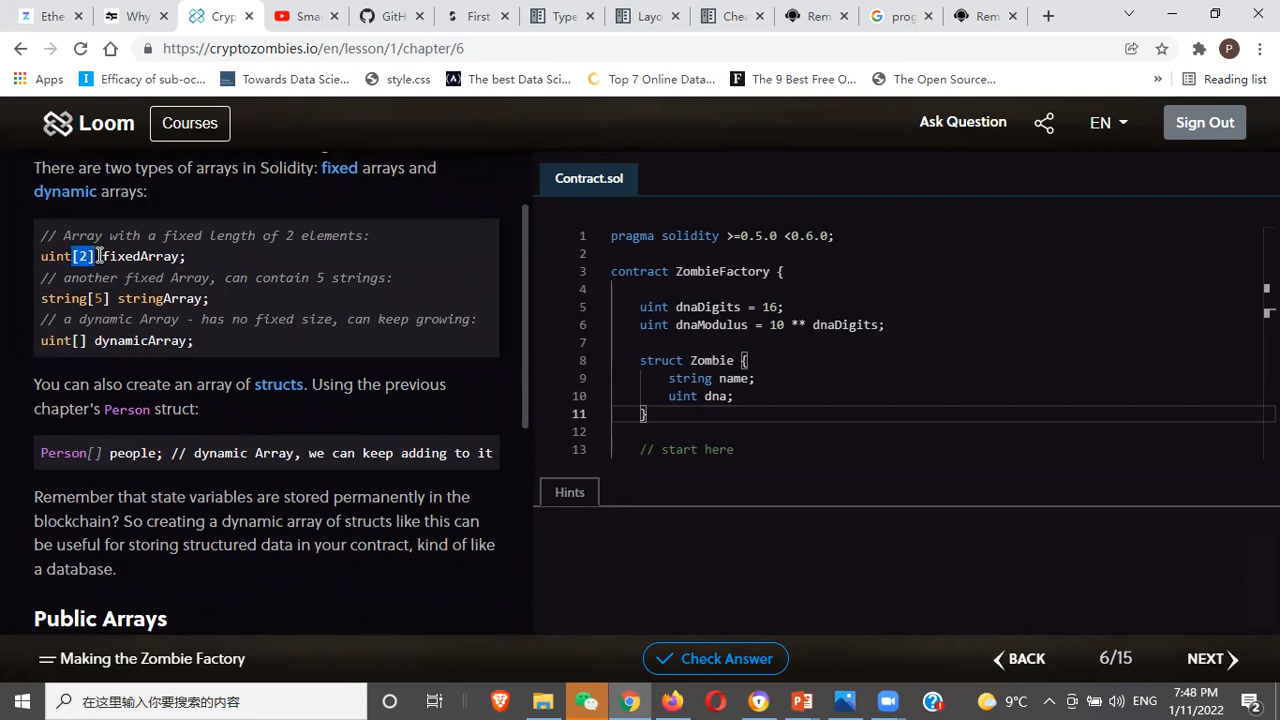 Ethe
Why
Cryp
Sma
GitH
First
Type
Layo
Chea
Rem
prog
Rem
https://cryptozombies.io/en/lesson/1/chapter/6
P
Apps
Efficacy of sub-oc...
Towards Data Scien...
style.css
The best Data Sci...
Top 7 Online Data...
The 9 Best Free O...
The Open Source...
»
Reading list
Loom
Courses
Ask Question
EN
Sign Out
There are two types of arrays in Solidity: fixed arrays and
dynamic arrays:
// Array with a fixed length of 2 elements:
uint[2] fixedArray;
// another fixed Array, can contain 5 strings:
string[5] stringArray;
// a dynamic Array - has no fixed size, can keep growing:
uint[] dynamicArray;
You can also create an array of structs. Using the previous
chapter's Person struct:
Person[] people; // dynamic Array, we can keep adding to it
Remember that state variables are stored permanently in the
blockchain? So creating a dynamic array of structs like this can
be useful for storing structured data in your contract, kind of like
a database.
Public Arrays
Contract.sol
1 pragma solidity >=0.5.0 <0.6.0;
2
3 contract ZombieFactory {
4
5 uint dnaDigits = 16;
6 uint dnaModulus = 10 ** dnaDigits;
7
8 struct Zombie {
9 string name;
10 uint dna;
11 }
12
13 // start here
Hints
Making the Zombie Factory
Check Answer
BACK
6/15
NEXT
在这里输入你要搜索的内容
9°C
ENG
7:48 PM
1/11/2022
2